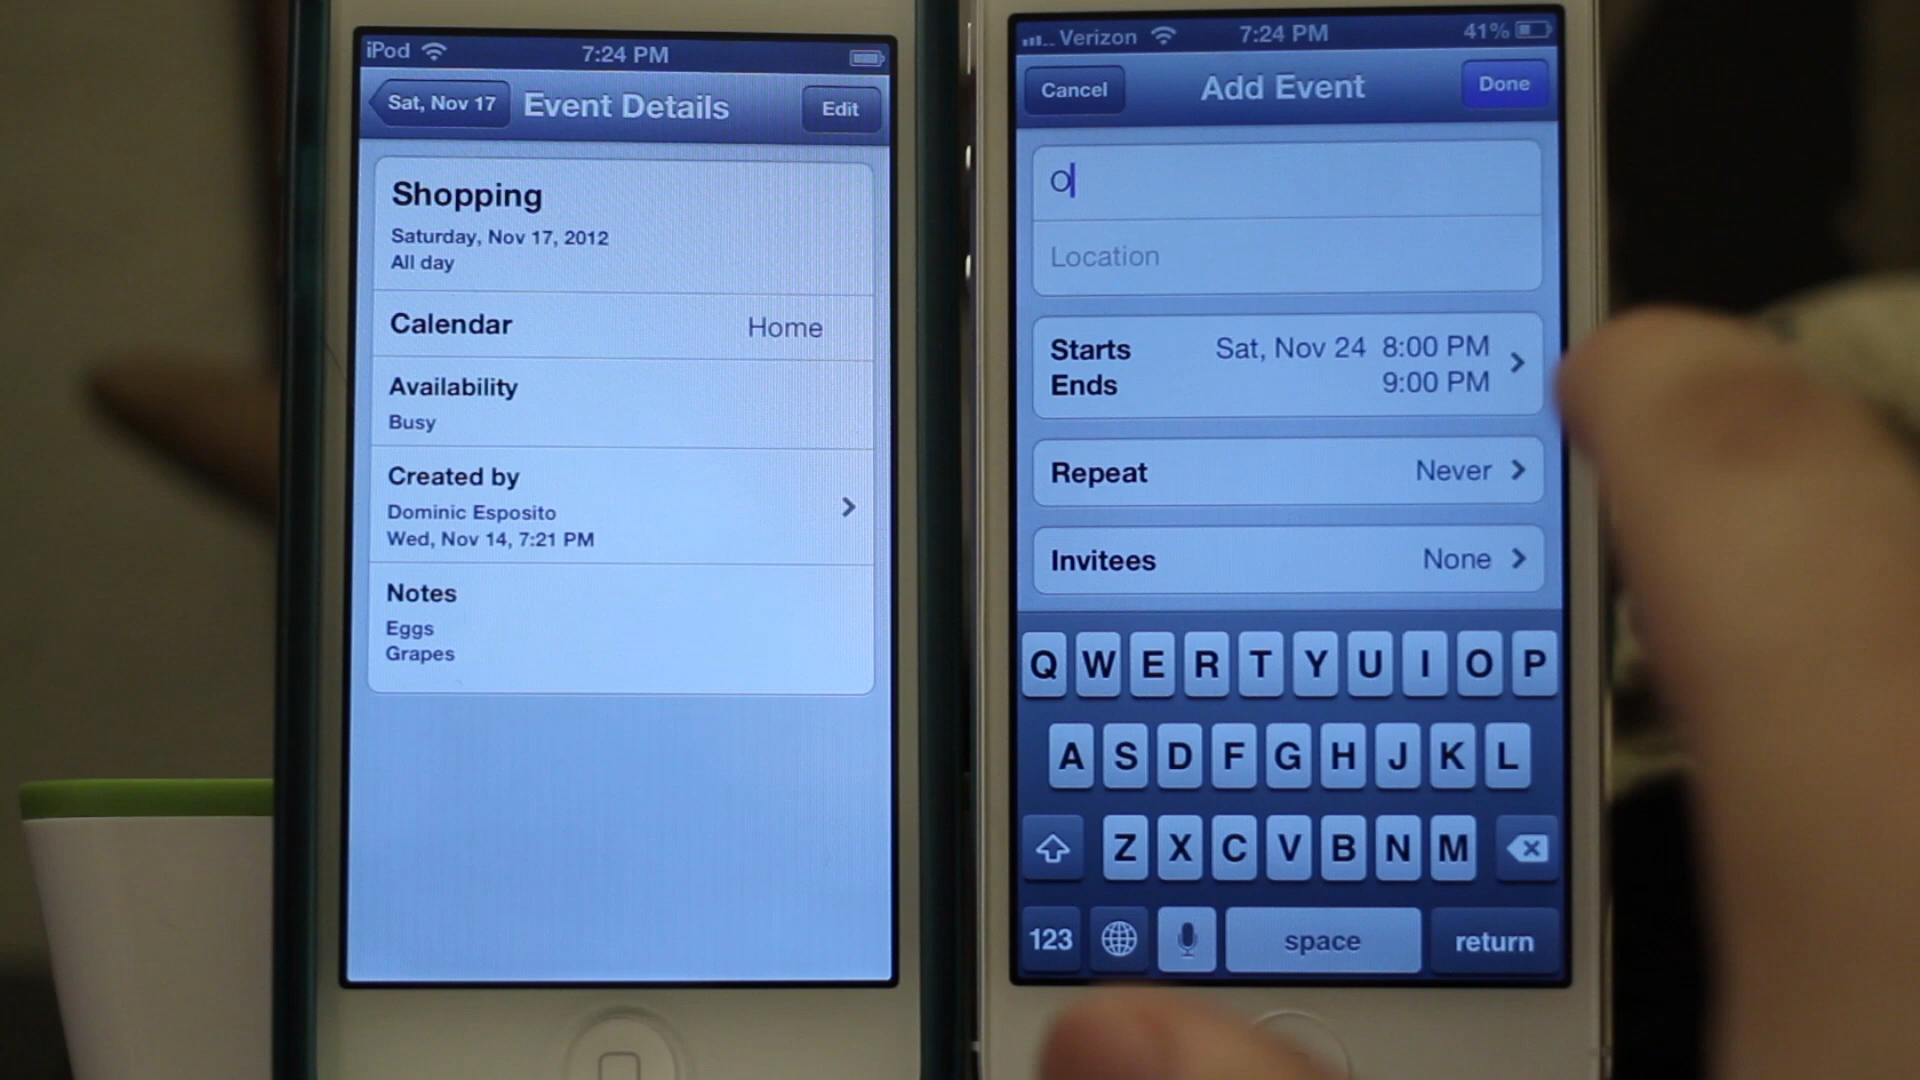 iPod 7:24 PM
Sat, Nov 17 Event Details Edit
Shopping
Saturday, Nov 17, 2012
All day
Calendar Home
Availability
Busy
Created by
Dominic Esposito
Wed, Nov 14, 7:21 PM
Notes
Eggs
Grapes
Verizon 7:24 PM 41%
Cancel Add Event Done
O
Location
Starts Sat, Nov 24 8:00 PM
Ends 9:00 PM
Repeat Never
Invitees None
Q W E R T Y U I O P
A S D F G H J K L
Z X C V B N M
123 space return